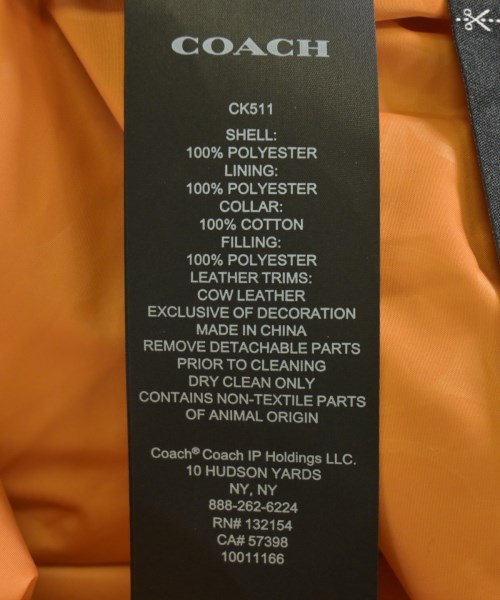 COACH
CK511
SHELL:
100% POLYESTER
LINING:
100% POLYESTER
COLLAR:
100% COTTON
FILLING:
100% POLYESTER
LEATHER TRIMS:
COW LEATHER
EXCLUSIVE OF DECORATION
MADE IN CHINA
REMOVE DETACHABLE PARTS
PRIOR TO CLEANING
DRY CLEAN ONLY
CONTAINS NON-TEXTILE PARTS
OF ANIMAL ORIGIN
Coach® Coach IP Holdings LLC.
10 HUDSON YARDS
NY, NY
888-262-6224
RN# 132154
CA# 57398
10011166